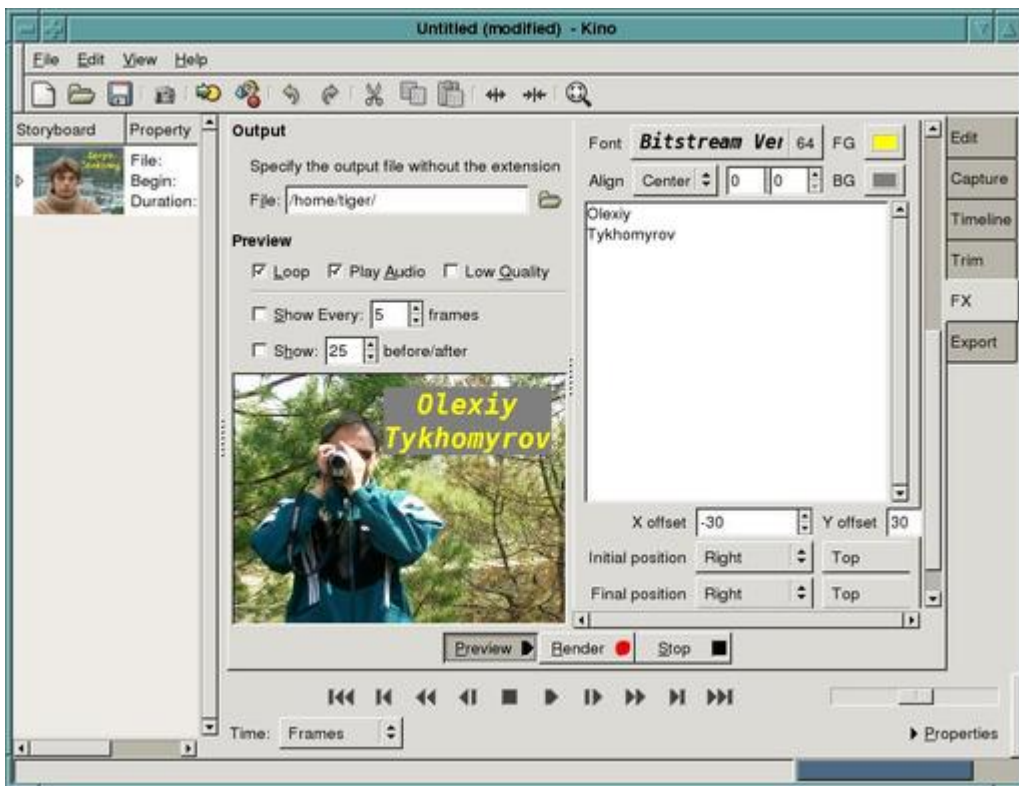 Untitled (modified) - Kino
File Edit View Help
Storyboard Property
File:
Begin:
Duration:
Output
Specify the output file without the extension
File: /home/tiger/
Preview
Loop Play Audio Low Quality
Show Every: 5 frames
Show: 25 before/after
Olexiy
Tykhomyrov
Font Bitstream Ver 64 FG
Align Center 0 0 BG
Olexiy
Tykhomyrov
X offset -30 Y offset 30
Initial position Right Top
Final position Right Top
Preview Render Stop
Edit
Capture
Timeline
Trim
FX
Export
Time: Frames
Properties